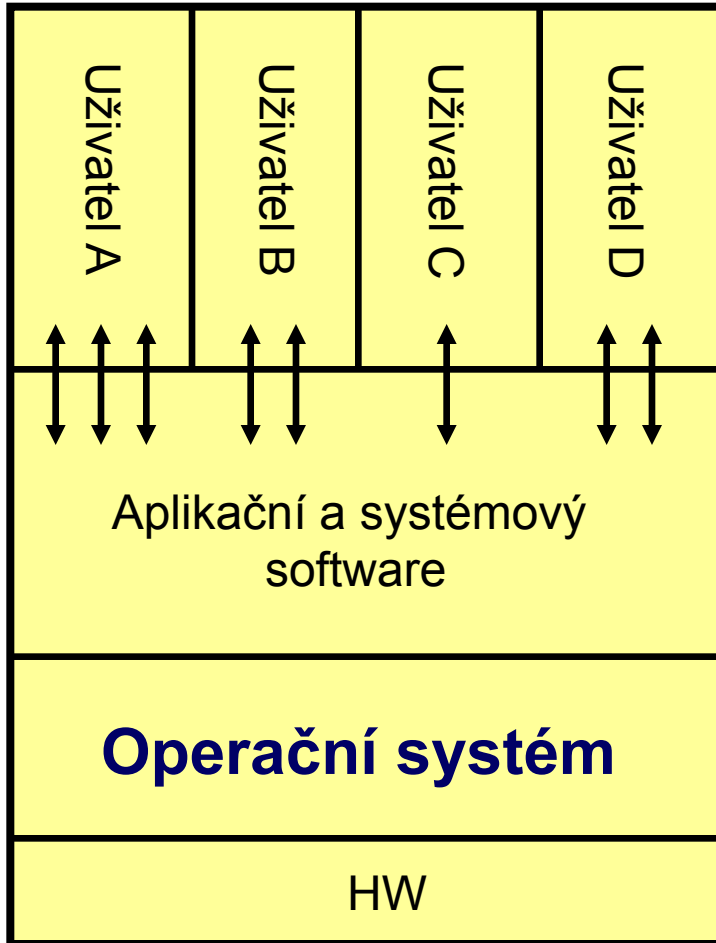 Uživatel A
Uživatel B
Uživatel C
Uživatel D
Aplikační a systémový
software
Operační systém
HW